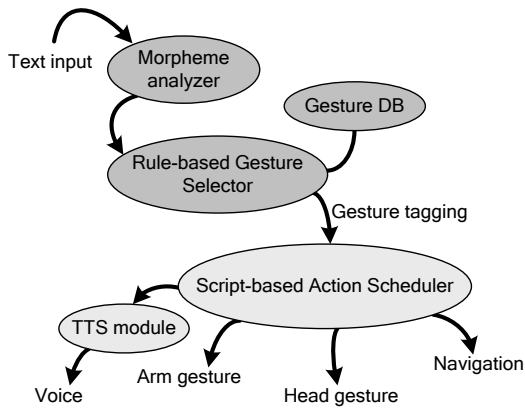 Text input
Morpheme
analyzer
Gesture DB
Rule-based Gesture
Selector
Gesture tagging
Script-based Action Scheduler
TTS module
Voice
Arm gesture
Head gesture
Navigation